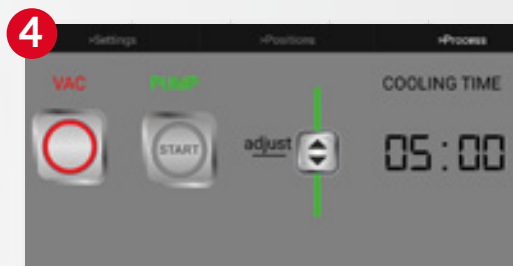 4
>Settings >Positions >Process
VAC PUMP COOLING TIME
START adjust 05:00